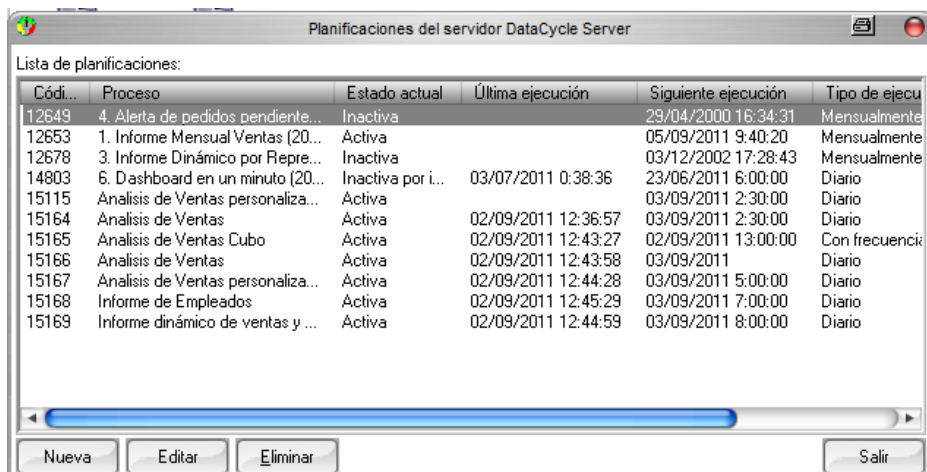 Planificaciones del servidor DataCycle Server
Lista de planificaciones:
Códi... Proceso Estado actual Última ejecución Siguiente ejecución Tipo de ejecu
12649 4. Alerta de pedidos pendiente... Inactiva 29/04/2000 16:34:31 Mensualmente
12653 1. Informe Mensual Ventas (20... Activa 05/09/2011 9:40:20 Mensualmente
12678 3. Informe Dinámico por Repre... Inactiva 03/12/2002 17:28:43 Mensualmente
14803 6. Dashboard en un minuto (20... Inactiva por i... 03/07/2011 0:38:36 23/06/2011 6:00:00 Diario
15115 Analisis de Ventas personaliza... Activa 03/09/2011 2:30:00 Diario
15164 Analisis de Ventas Activa 02/09/2011 12:36:57 03/09/2011 2:30:00 Diario
15165 Analisis de Ventas Cubo Activa 02/09/2011 12:43:27 02/09/2011 13:00:00 Con frecuencia
15166 Analisis de Ventas Activa 02/09/2011 12:43:58 03/09/2011 Diario
15167 Analisis de Ventas personaliza... Activa 02/09/2011 12:44:28 03/09/2011 5:00:00 Diario
15168 Informe de Empleados Activa 02/09/2011 12:45:29 03/09/2011 7:00:00 Diario
15169 Informe dinámico de ventas y ... Activa 02/09/2011 12:44:59 03/09/2011 8:00:00 Diario
Nueva Editar Eliminar Salir